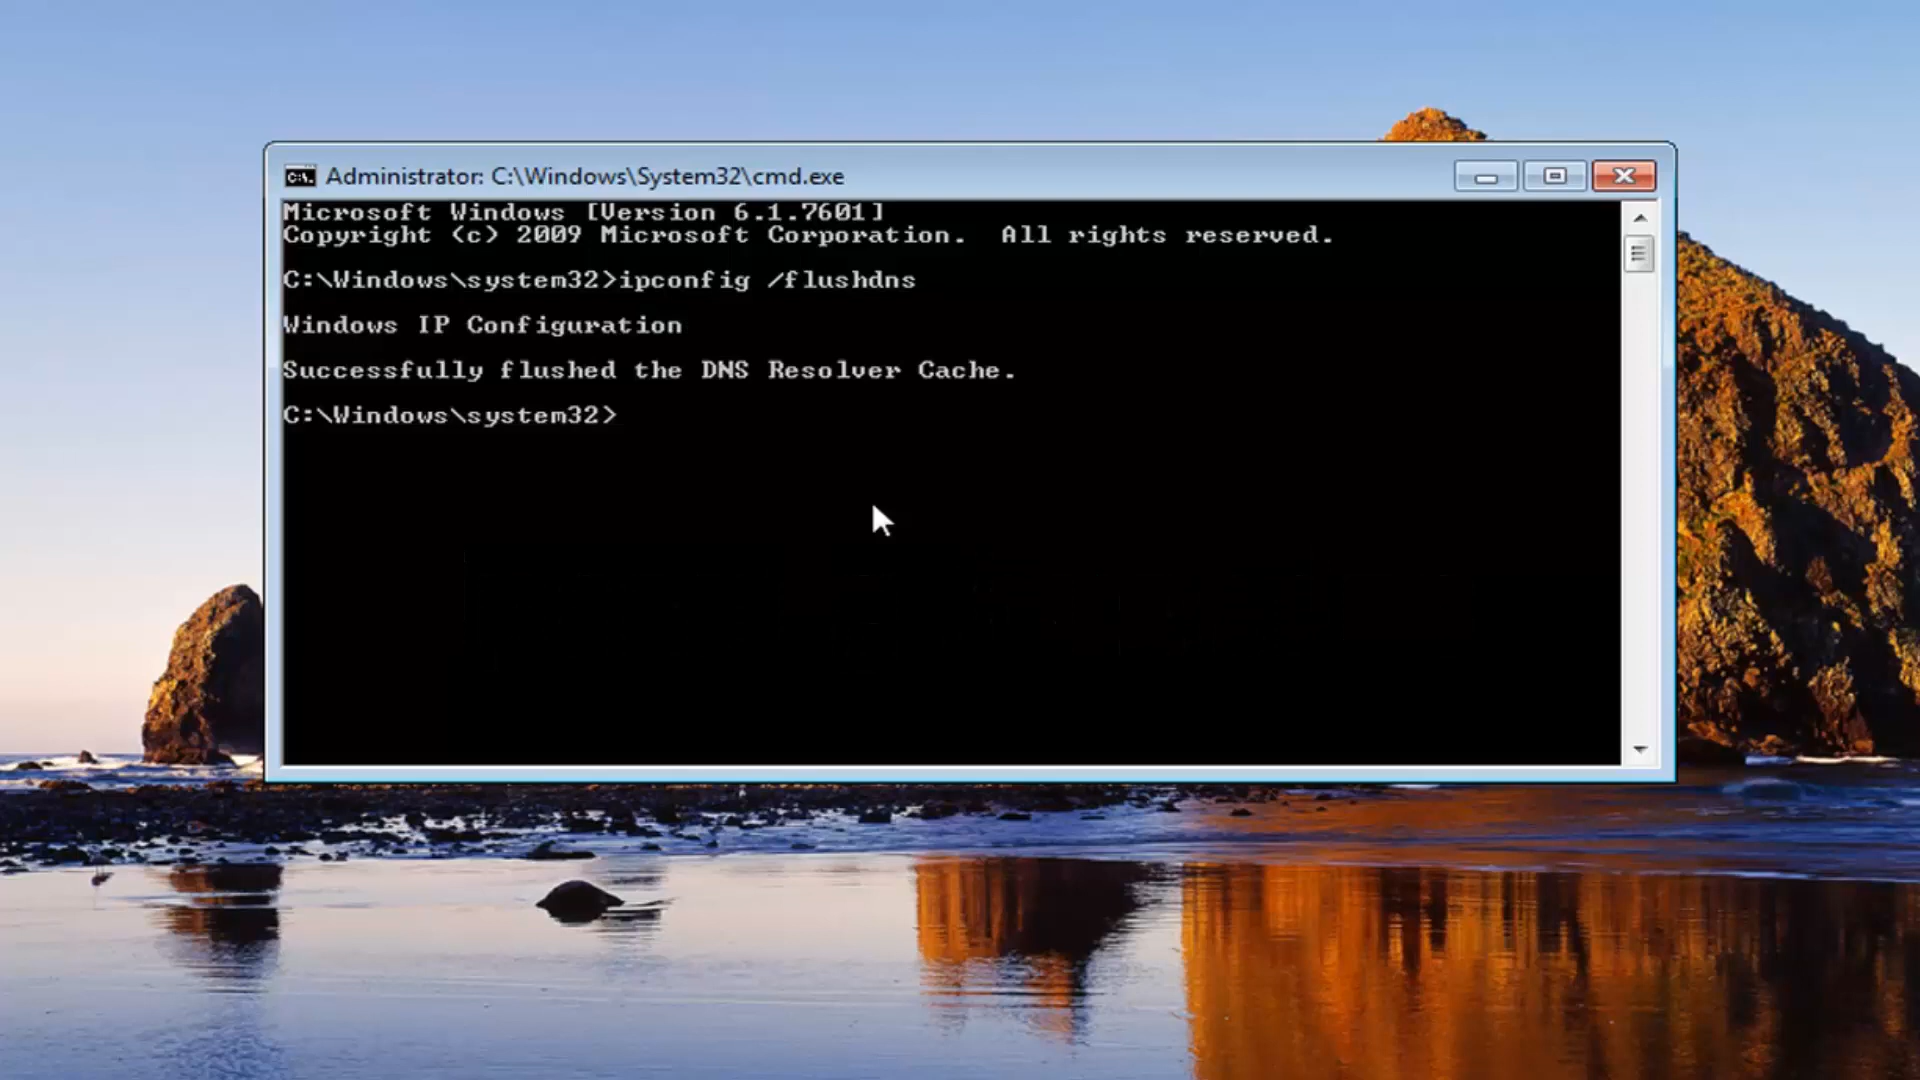 C:\. Administrator: C:\Windows\System32\cmd.exe
Microsoft Windows [Version 6.1.7601]
Copyright (c) 2009 Microsoft Corporation.  All rights reserved.
C:\Windows\system32>ipconfig /flushdns
Windows IP Configuration
Successfully flushed the DNS Resolver Cache.
C:\Windows\system32>